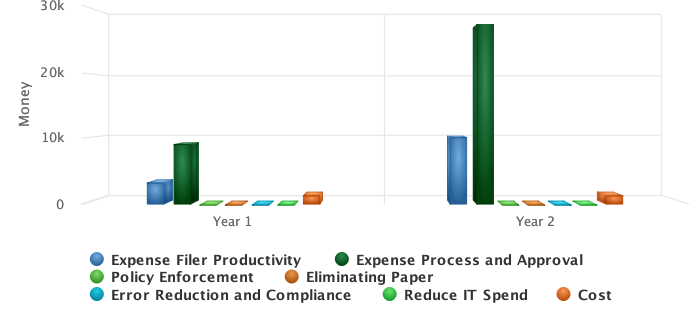 30k
20k
Money
10k
0
Year 1 Year 2
Expense Filer Productivity Expense Process and Approval
Policy Enforcement Eliminating Paper
Error Reduction and Compliance Reduce IT Spend Cost